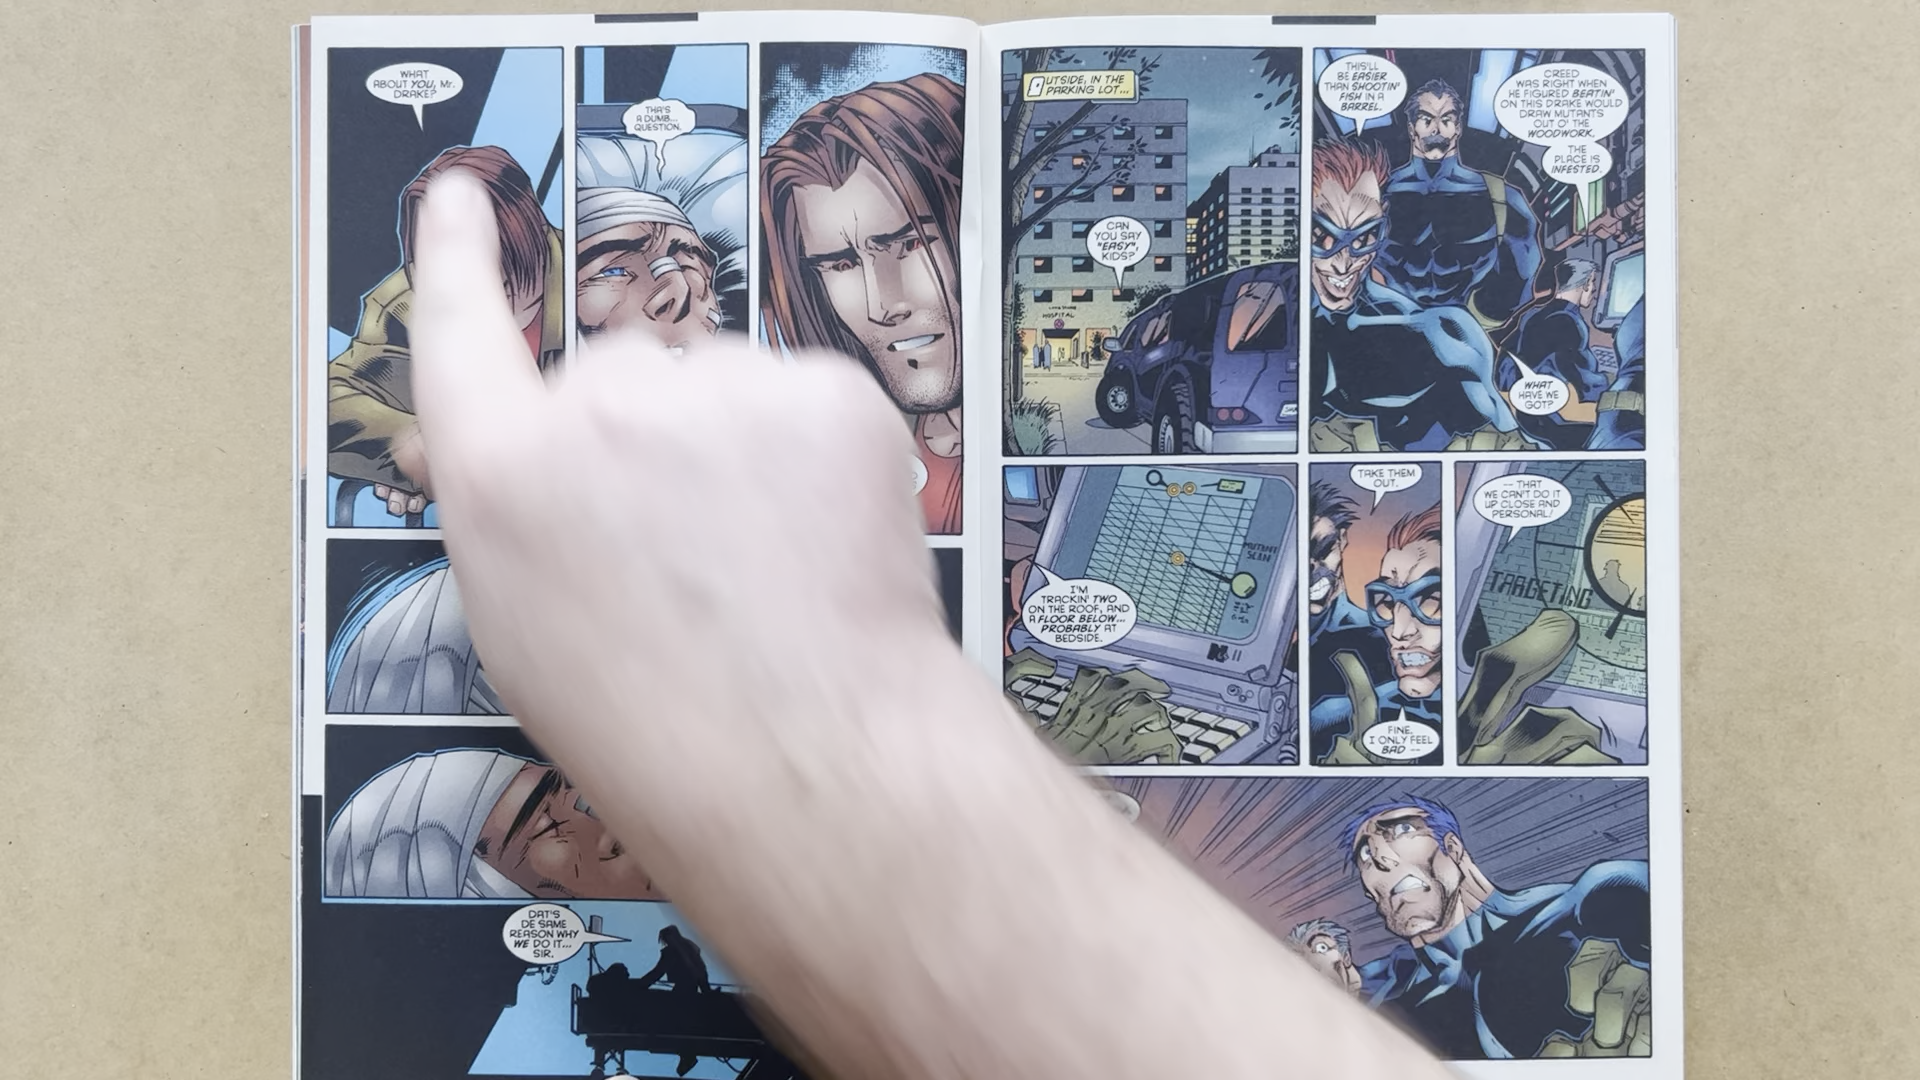 WHAT
ABOUT YOU, Mr.
DRAKE?
THA'S
A DUMB...
QUESTION.
DAT'S
DE SAME
REASON WHY
WE DO IT...
SIR.
OUTSIDE, IN THE
PARKING LOT...
CAN
YOU SAY
"EASY",
KIDS?
HOSPITAL
THIS'LL
BE EASIER
THAN SHOOTIN'
FISH IN A
BARREL.
CREED
WAS RIGHT WHEN
HE FIGURED BEATIN'
ON THIS DRAKE WOULD
DRAW MUTANTS
OUT O' THE
WOODWORK.
THE
PLACE IS
INFESTED.
WHAT
HAVE WE
GOT?
MUTANT
SCAN
I'M
TRACKIN' TWO
ON THE ROOF, AND
A FLOOR BELOW...
PROBABLY AT
BEDSIDE.
TAKE THEM
OUT.
FINE.
I ONLY FEEL
BAD --
-- THAT
WE CAN'T DO IT
UP CLOSE AND
PERSONAL!
TARGETING